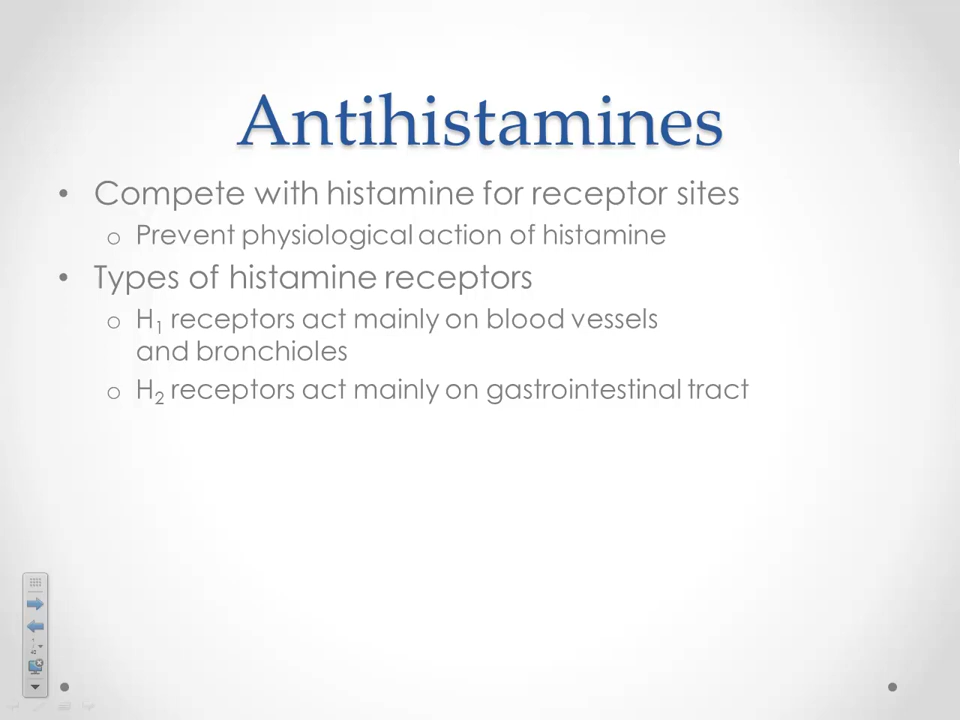 Antihistamines
• Compete with histamine for receptor sites
o Prevent physiological action of histamine
• Types of histamine receptors
o H₁ receptors act mainly on blood vessels
and bronchioles
o H₂ receptors act mainly on gastrointestinal tract